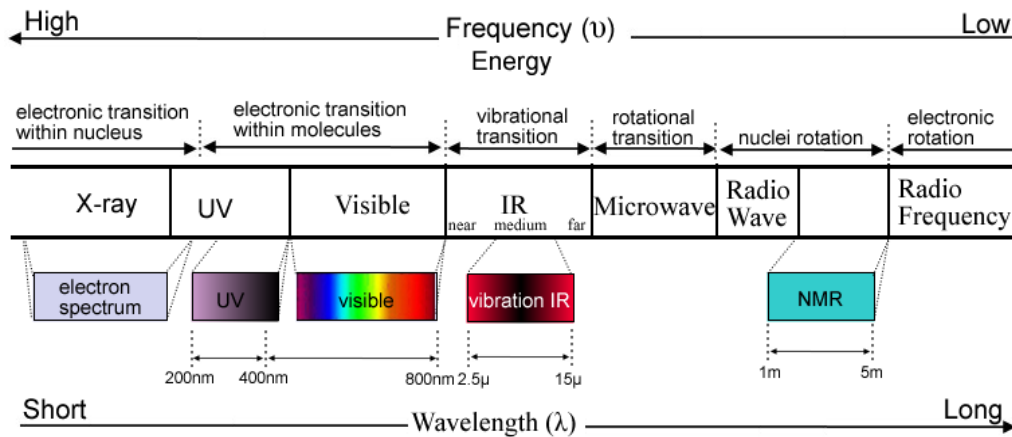 High
Frequency (υ)
Low
Energy
electronic transition
within nucleus
electronic transition
within molecules
vibrational
transition
rotational
transition
nuclei rotation
electronic
rotation
X-ray
UV
Visible
IR
near medium far
Microwave
Radio
Wave
Radio
Frequency
electron
spectrum
UV
visible
vibration IR
NMR
200nm
400nm
800nm
2.5μ
15μ
1m
5m
Short
Wavelength (λ)
Long